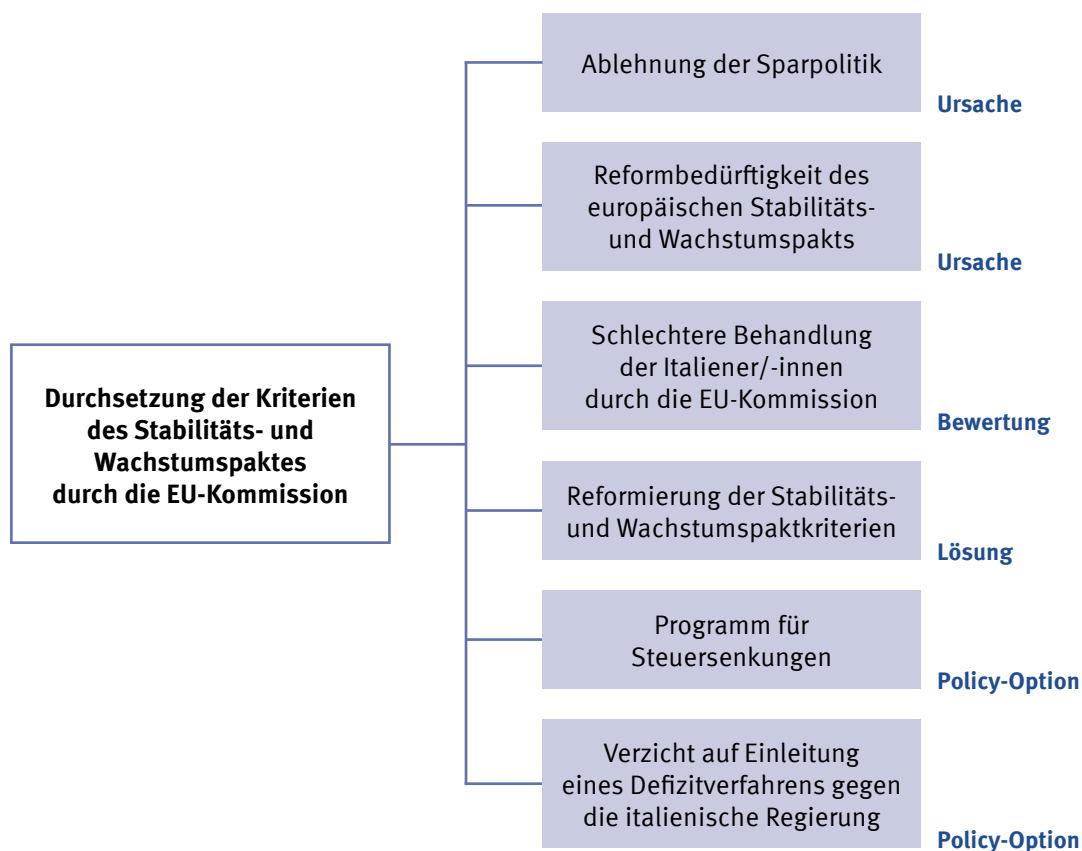 Ablehnung der Sparpolitik
Ursache
Reformbedürftigkeit des
europäischen Stabilitäts-
und Wachstumspakts
Ursache
Schlechtere Behandlung
der Italiener/-innen
durch die EU-Kommission
Bewertung
Durchsetzung der Kriterien
des Stabilitäts- und
Wachstumspaktes
durch die EU-Kommission
Reformierung der Stabilitäts-
und Wachstumspaktkriterien
Lösung
Programm für
Steuersenkungen
Policy-Option
Verzicht auf Einleitung
eines Defizitverfahrens gegen
die italienische Regierung
Policy-Option